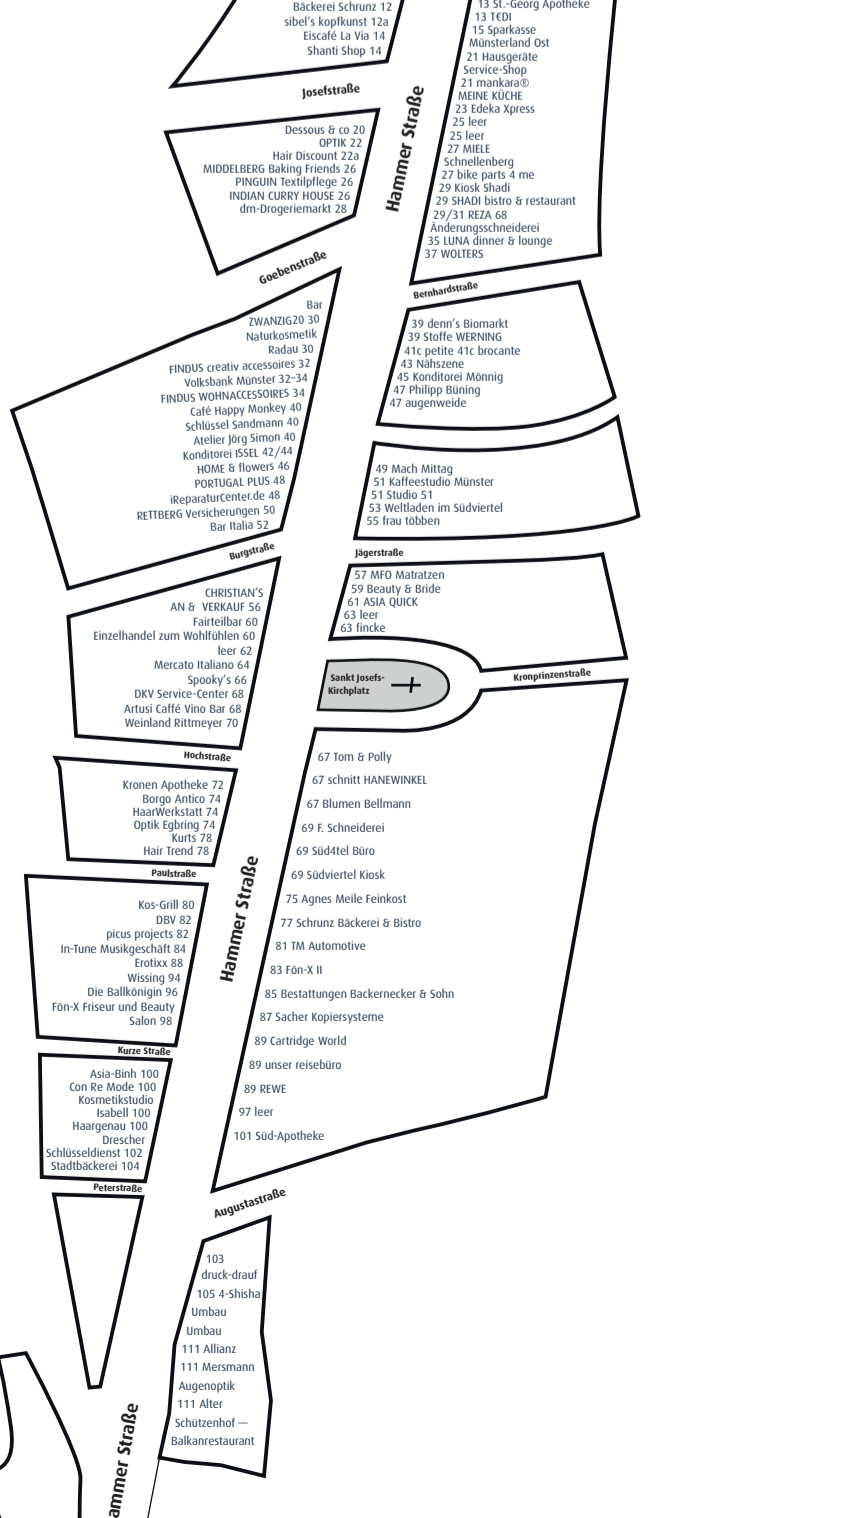 Bäckerei Schrunz 12
sibel's kopfkunst 12a
Eiscafé La Via 14
Shanti Shop 14
Josefstraße
Dessous & co 20
OPTIK 22
Hair Discount 22a
MIDDELBERG Baking Friends 26
PINGUIN Textilpflege 26
INDIAN CURRY HOUSE 26
dm-Drogeriemarkt 28
Goebenstraße
Hammer Straße
13 St.-Georg Apotheke
13 T€DI
15 Sparkasse
Münsterland Ost
21 Hausgeräte
Service-Shop
21 mankara®
MEINE KÜCHE
23 Edeka Xpress
25 leer
25 leer
27 MIELE
Schnellenberg
27 bike parts 4 me
29 Kiosk Shadi
29 SHADI bistro & restaurant
29/31 REZA 68
Änderungsschneiderei
35 LUNA dinner & lounge
37 WOLTERS
Bernhardstraße
Bar
ZWANZIG20 30
Naturkosmetik
Radau 30
FINDUS creativ accessoires 32
Volksbank Münster 32–34
FINDUS WOHNACCESSOIRES 34
Café Happy Monkey 40
Schlüssel Sandmann 40
Atelier Jörg Simon 40
Konditorei ISSEL 42/44
HOME & flowers 46
PORTUGAL PLUS 48
iReparaturCenter.de 48
RETTBERG Versicherungen 50
Bar Italia 52
Burgstraße
39 denn's Biomarkt
39 Stoffe WERNING
41c petite 41c brocante
43 Nähszene
45 Konditorei Mönnig
47 Philipp Büning
47 augenweide
49 Mach Mittag
51 Kaffeestudio Münster
51 Studio 51
53 Weltladen im Südviertel
55 frau többen
Jägerstraße
57 MFO Matratzen
59 Beauty & Bride
61 ASIA QUICK
63 leer
63 fincke
Sankt Josefs-
Kirchplatz
Kronprinzenstraße
CHRISTIAN'S
AN & VERKAUF 56
Fairteilbar 60
Einzelhandel zum Wohlfühlen 60
leer 62
Mercato Italiano 64
Spooky's 66
DKV Service-Center 68
Artusi Caffé Vino Bar 68
Weinland Rittmeyer 70
Hochstraße
Kronen Apotheke 72
Borgo Antico 74
HaarWerkstatt 74
Optik Egbring 74
Kurts 78
Hair Trend 78
Paulstraße
Kos-Grill 80
DBV 82
picus projects 82
In-Tune Musikgeschäft 84
Erotixx 88
Wissing 94
Die Ballkönigin 96
Fön-X Friseur und Beauty
Salon 98
Kurze Straße
Hammer Straße
67 Tom & Polly
67 schnitt HANEWINKEL
67 Blumen Bellmann
69 F. Schneiderei
69 Süd4tel Büro
69 Südviertel Kiosk
75 Agnes Meile Feinkost
77 Schrunz Bäckerei & Bistro
81 TM Automotive
83 Fön-X II
85 Bestattungen Backernecker & Sohn
87 Sacher Kopiersysteme
89 Cartridge World
89 unser reisebüro
89 REWE
97 leer
101 Süd-Apotheke
Asia-Binh 100
Con Re Mode 100
Kosmetikstudio
Isabell 100
Haargenau 100
Drescher
Schlüsseldienst 102
Stadtbäckerei 104
Peterstraße
Augustastraße
103
druck-drauf
105 4-Shisha
Umbau
Umbau
111 Allianz
111 Mersmann
Augenoptik
111 Alter
Schützenhof —
Balkanrestaurant
ammer Straße